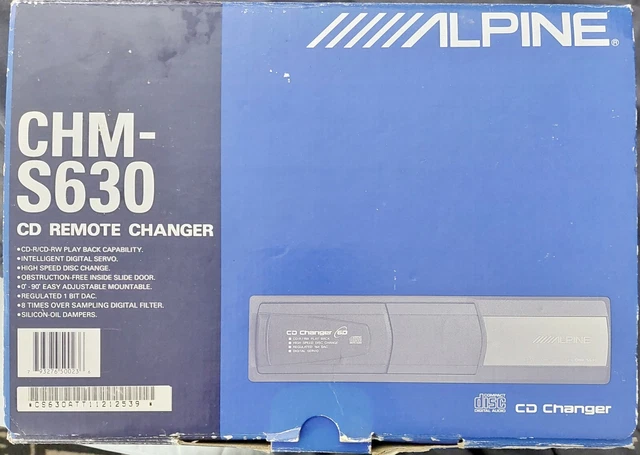 ALPINE®
CHM-
S630
CD REMOTE CHANGER
•CD-R/CD-RW PLAY BACK CAPABILITY.
•INTELLIGENT DIGITAL SERVO.
•HIGH SPEED DISC CHANGE.
•OBSTRUCTION-FREE INSIDE SLIDE DOOR.
•0°-90° EASY ADJUSTABLE MOUNTABLE.
•REGULATED 1 BIT DAC.
•8 TIMES OVER SAMPLING DIGITAL FILTER.
•SILICON-OIL DAMPERS.
CD Changer
ALPINE
COMPACT
disc
DIGITAL AUDIO
CD Changer